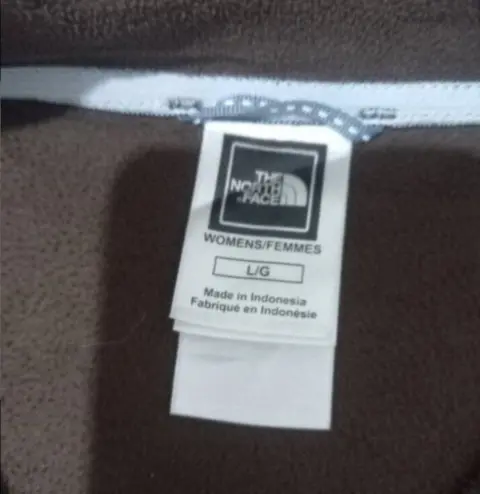 THE
NORTH
FACE
WOMENS/FEMMES
L/G
Made in Indonesia
Fabriqué en Indonésie